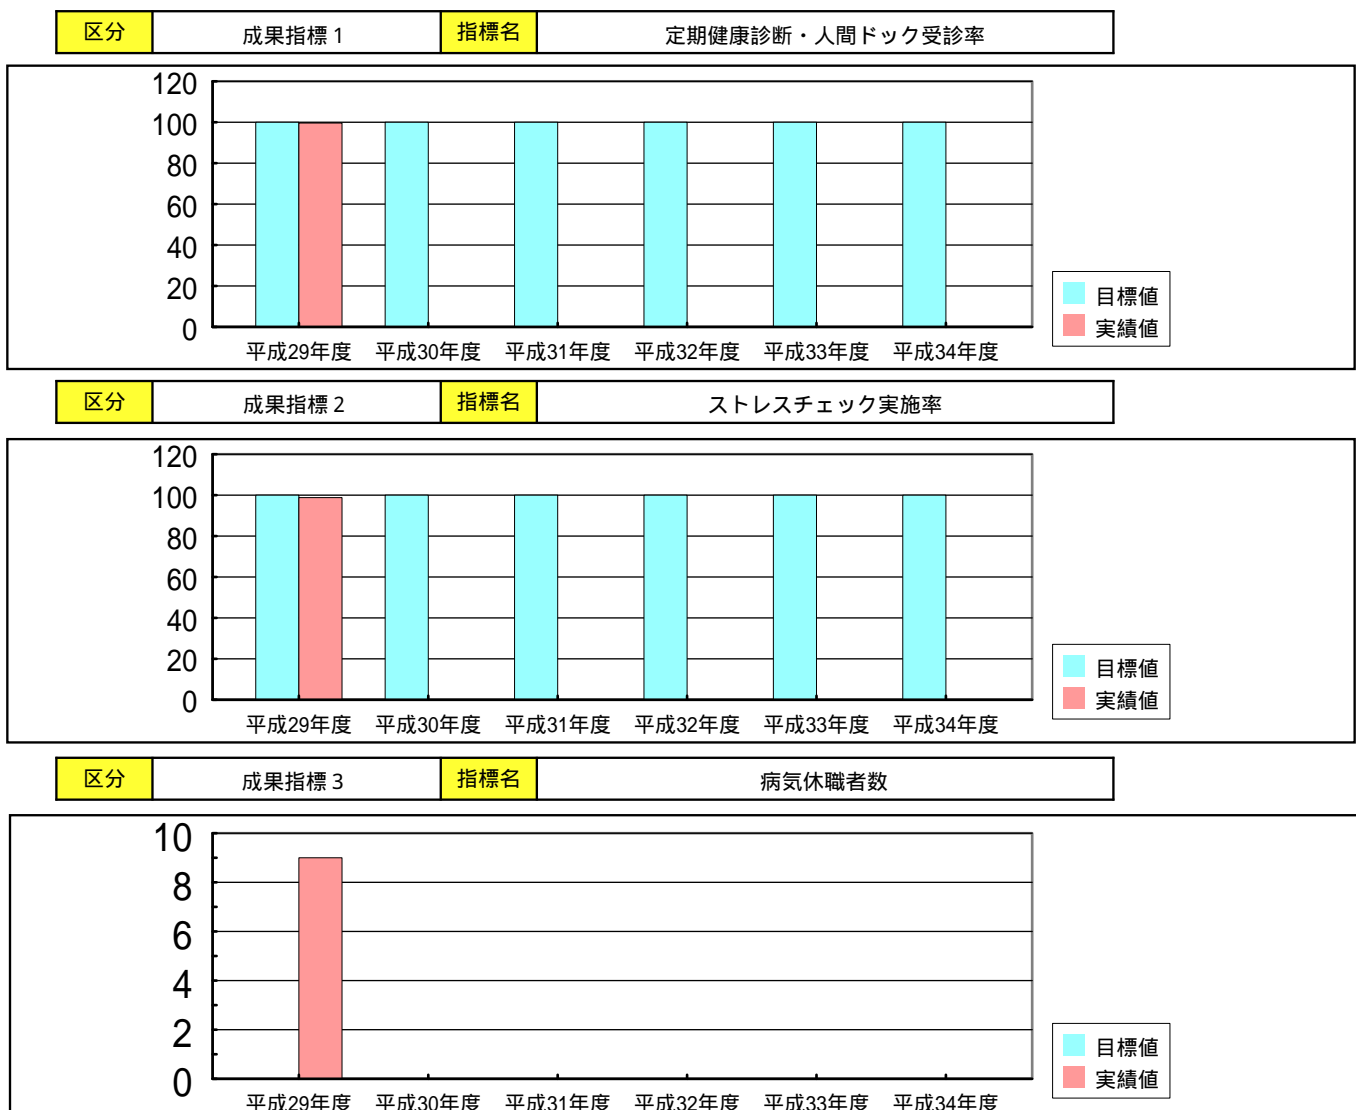 区分 成果指標1 指標名 定期健康診断・人間ドック受診率
120
100
80
60
40
20
0
平成29年度 平成30年度 平成31年度 平成32年度 平成33年度 平成34年度
目標値
実績値
区分 成果指標2 指標名 ストレスチェック実施率
120
100
80
60
40
20
0
平成29年度 平成30年度 平成31年度 平成32年度 平成33年度 平成34年度
目標値
実績値
区分 成果指標3 指標名 病気休職者数
10
8
6
4
2
0
平成29年度 平成30年度 平成31年度 平成32年度 平成33年度 平成34年度
目標値
実績値